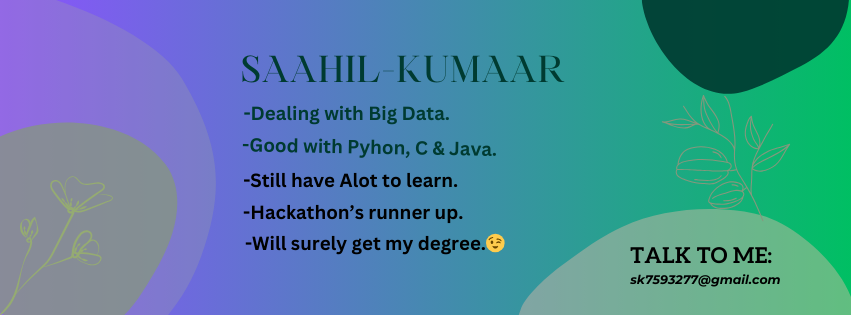 SAAHIL-KUMAAR
-Dealing with Big Data.
-Good with Pyhon, C & Java.
-Still have Alot to learn.
-Hackathon’s runner up.
-Will surely get my degree.😉
TALK TO ME:
sk7593277@gmail.com